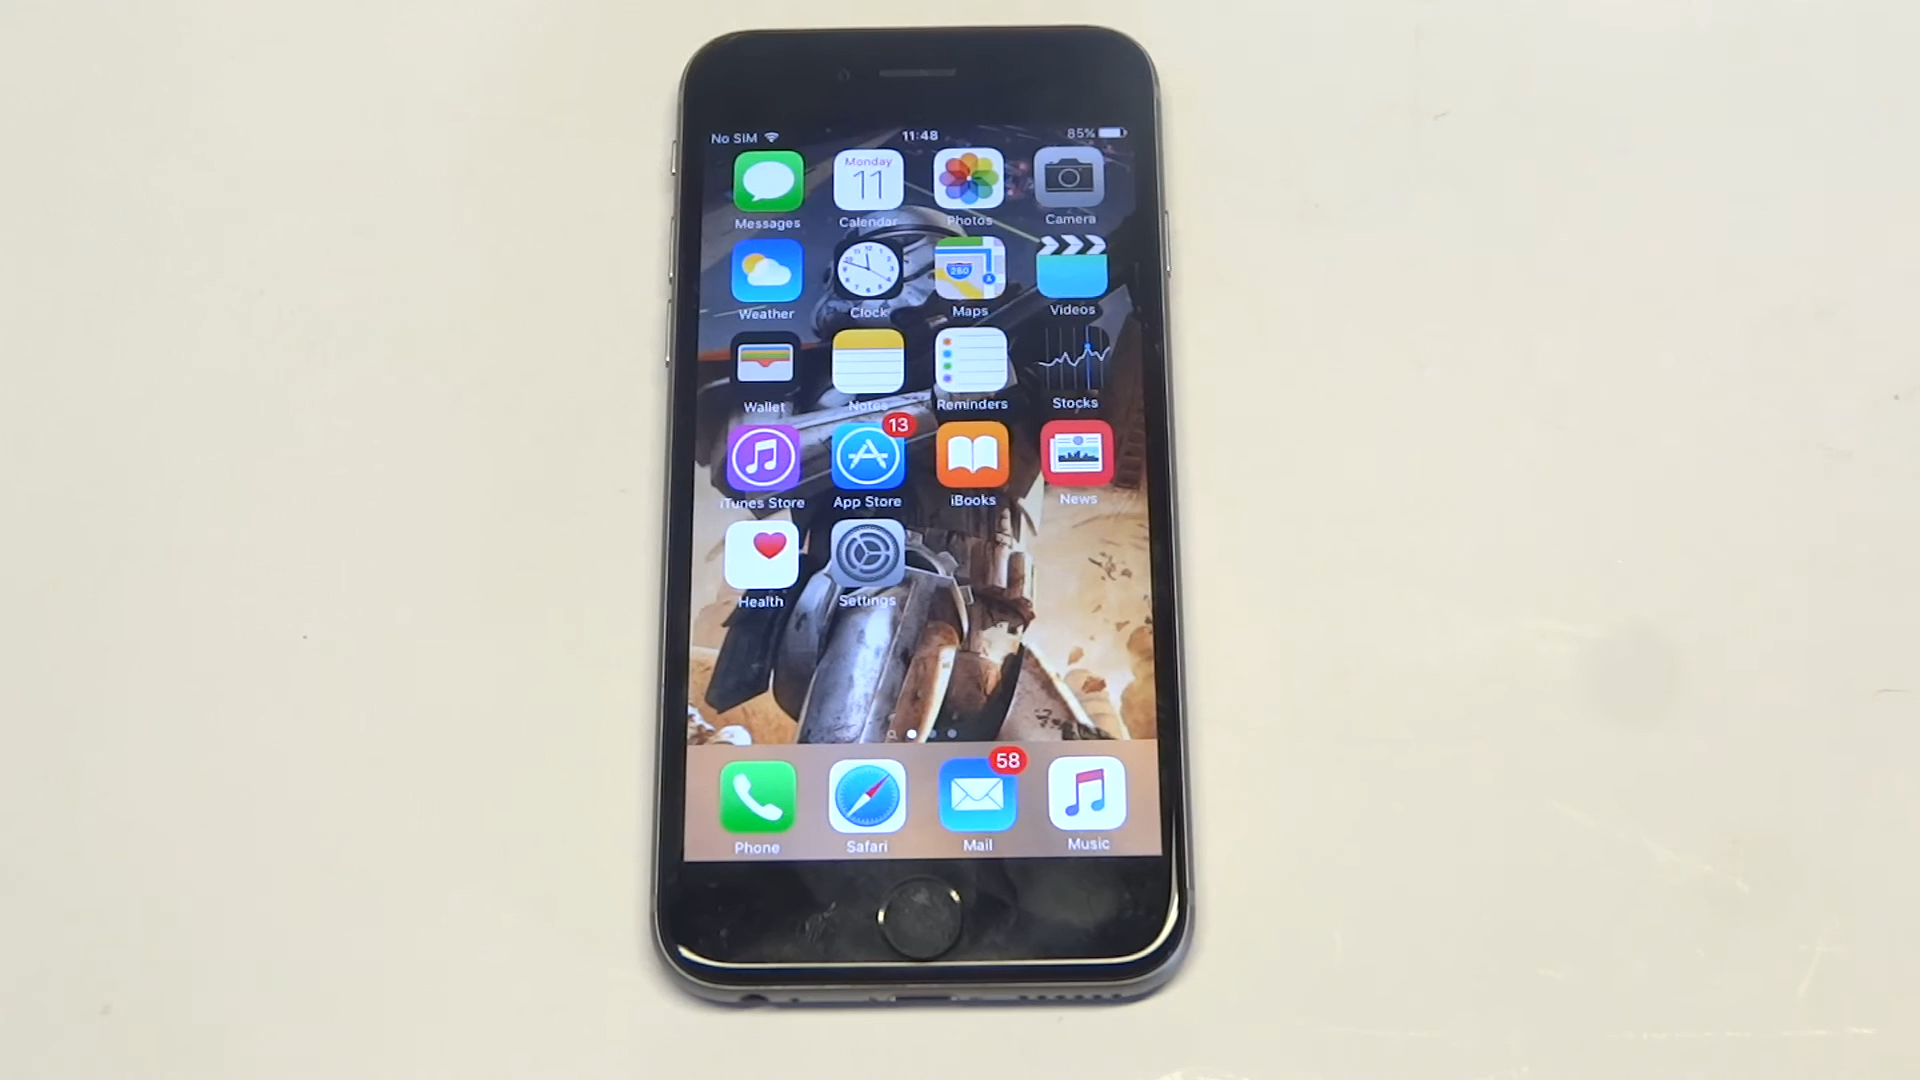 No SIM 11:48 85%
Monday
11
Messages Calendar Photos Camera
280
Weather Clock Maps Videos
Wallet Notes Reminders Stocks
13
iTunes Store App Store iBooks News
Health Settings
58
Phone Safari Mail Music